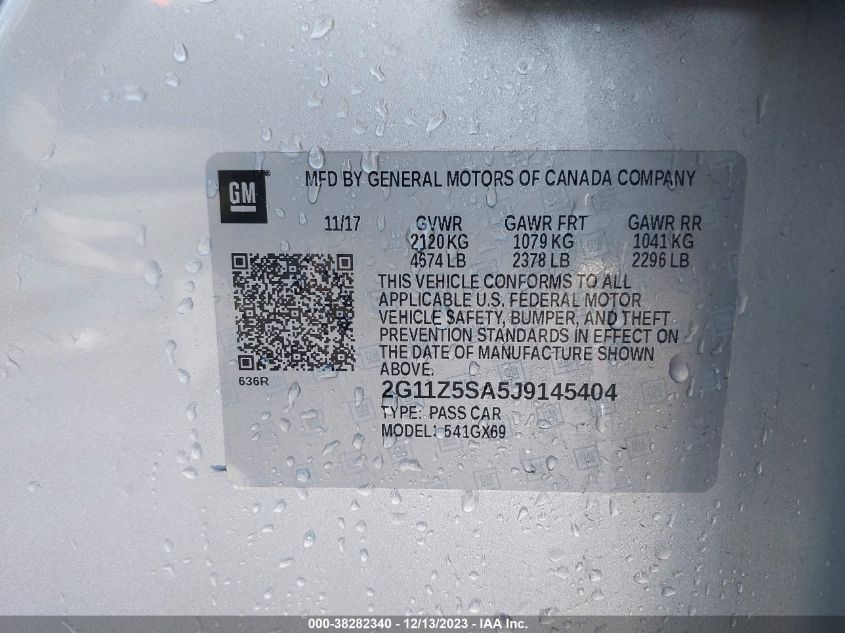 GM
MFD BY GENERAL MOTORS OF CANADA COMPANY
11/17 GVWR GAWR FRT GAWR RR
2120 KG 1079 KG 1041 KG
4674 LB 2378 LB 2296 LB
THIS VEHICLE CONFORMS TO ALL
APPLICABLE U.S. FEDERAL MOTOR
VEHICLE SAFETY, BUMPER, AND THEFT
PREVENTION STANDARDS IN EFFECT ON
THE DATE OF MANUFACTURE SHOWN
ABOVE.
636R
2G11Z5SA5J9145404
TYPE: PASS CAR
MODEL: 541GX69
000-38282340 - 12/13/2023 - IAAI.COM